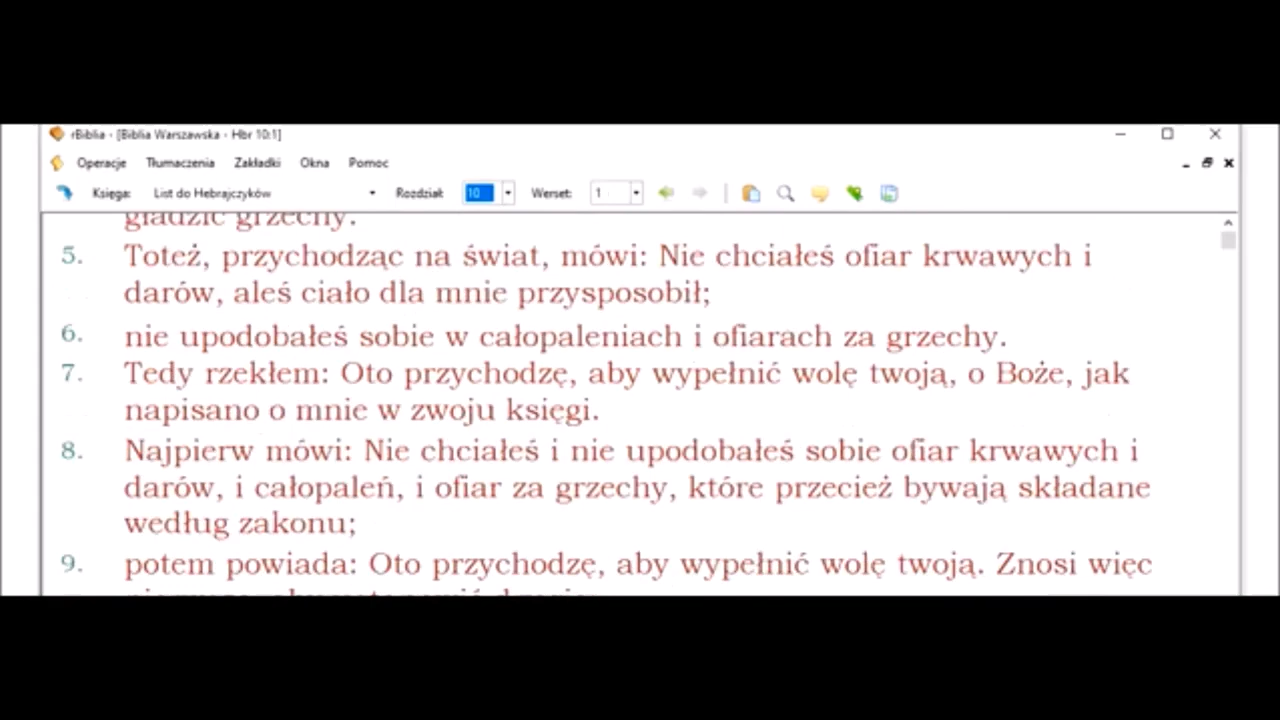 rBiblia - [Biblia Warszawska - Hbr 10:1]
Operacje Tłumaczenia Zakładki Okna Pomoc
Księga: List do Hebrajczyków Rozdział: 10 Werset: 1
gładzić grzechy.
5. Toteż, przychodząc na świat, mówi: Nie chciałeś ofiar krwawych i
darów, aleś ciało dla mnie przysposobił;
6. nie upodobałeś sobie w całopaleniach i ofiarach za grzechy.
7. Tedy rzekłem: Oto przychodzę, aby wypełnić wolę twoją, o Boże, jak
napisano o mnie w zwoju księgi.
8. Najpierw mówi: Nie chciałeś i nie upodobałeś sobie ofiar krwawych i
darów, i całopaleń, i ofiar za grzechy, które przecież bywają składane
według zakonu;
9. potem powiada: Oto przychodzę, aby wypełnić wolę twoją. Znosi więc